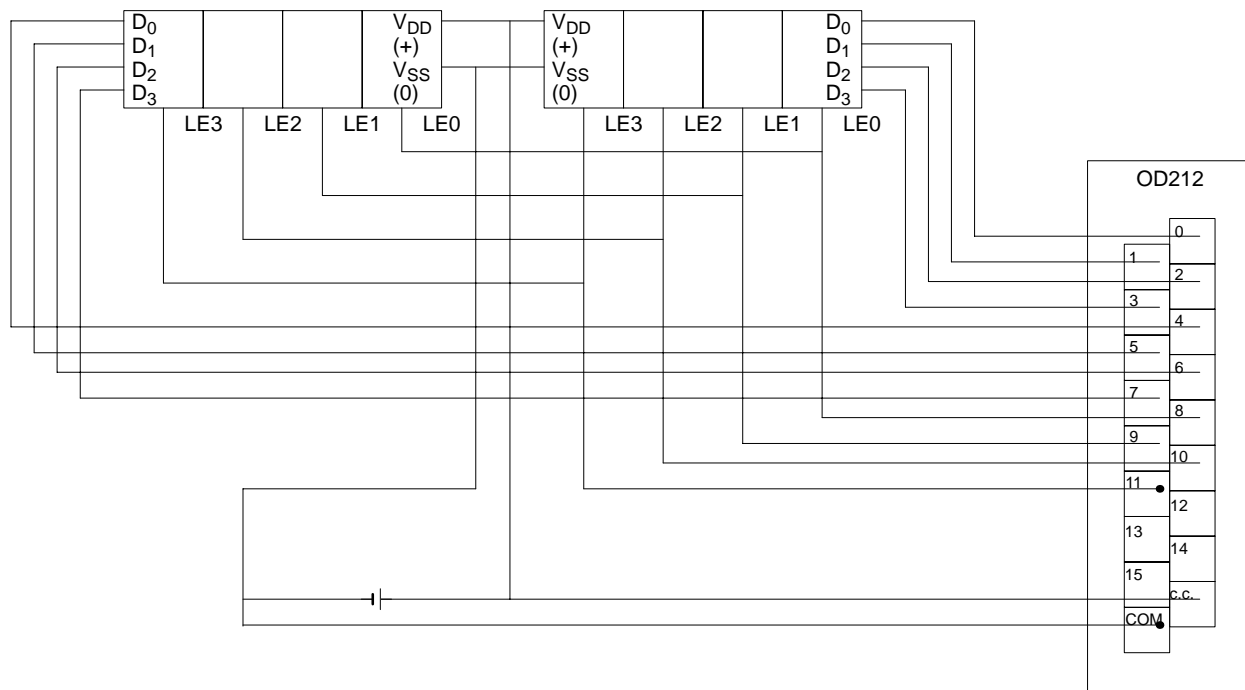 D0
D1
D2
D3
VDD
(+)
VSS
(0)
LE3
LE2
LE1
LE0
VDD
(+)
VSS
(0)
D0
D1
D2
D3
LE3
LE2
LE1
LE0
OD212
0
1
2
3
4
5
6
7
8
9
10
11
12
13
14
15
c.c.
COM